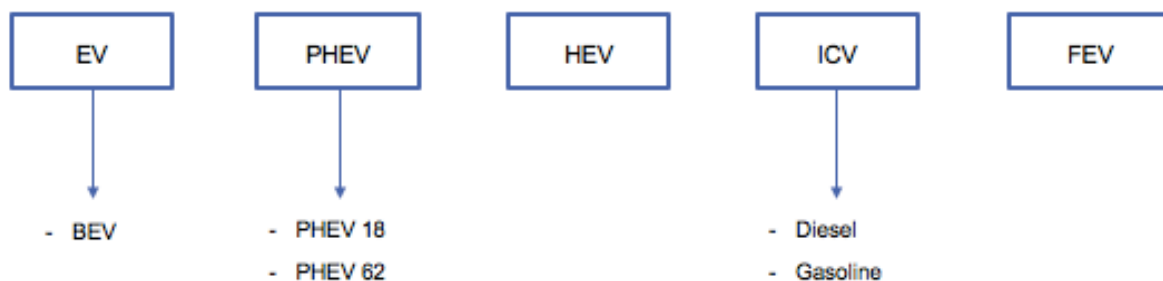 EV
PHEV
HEV
ICV
FEV
- BEV
- PHEV 18
- PHEV 62
- Diesel
- Gasoline